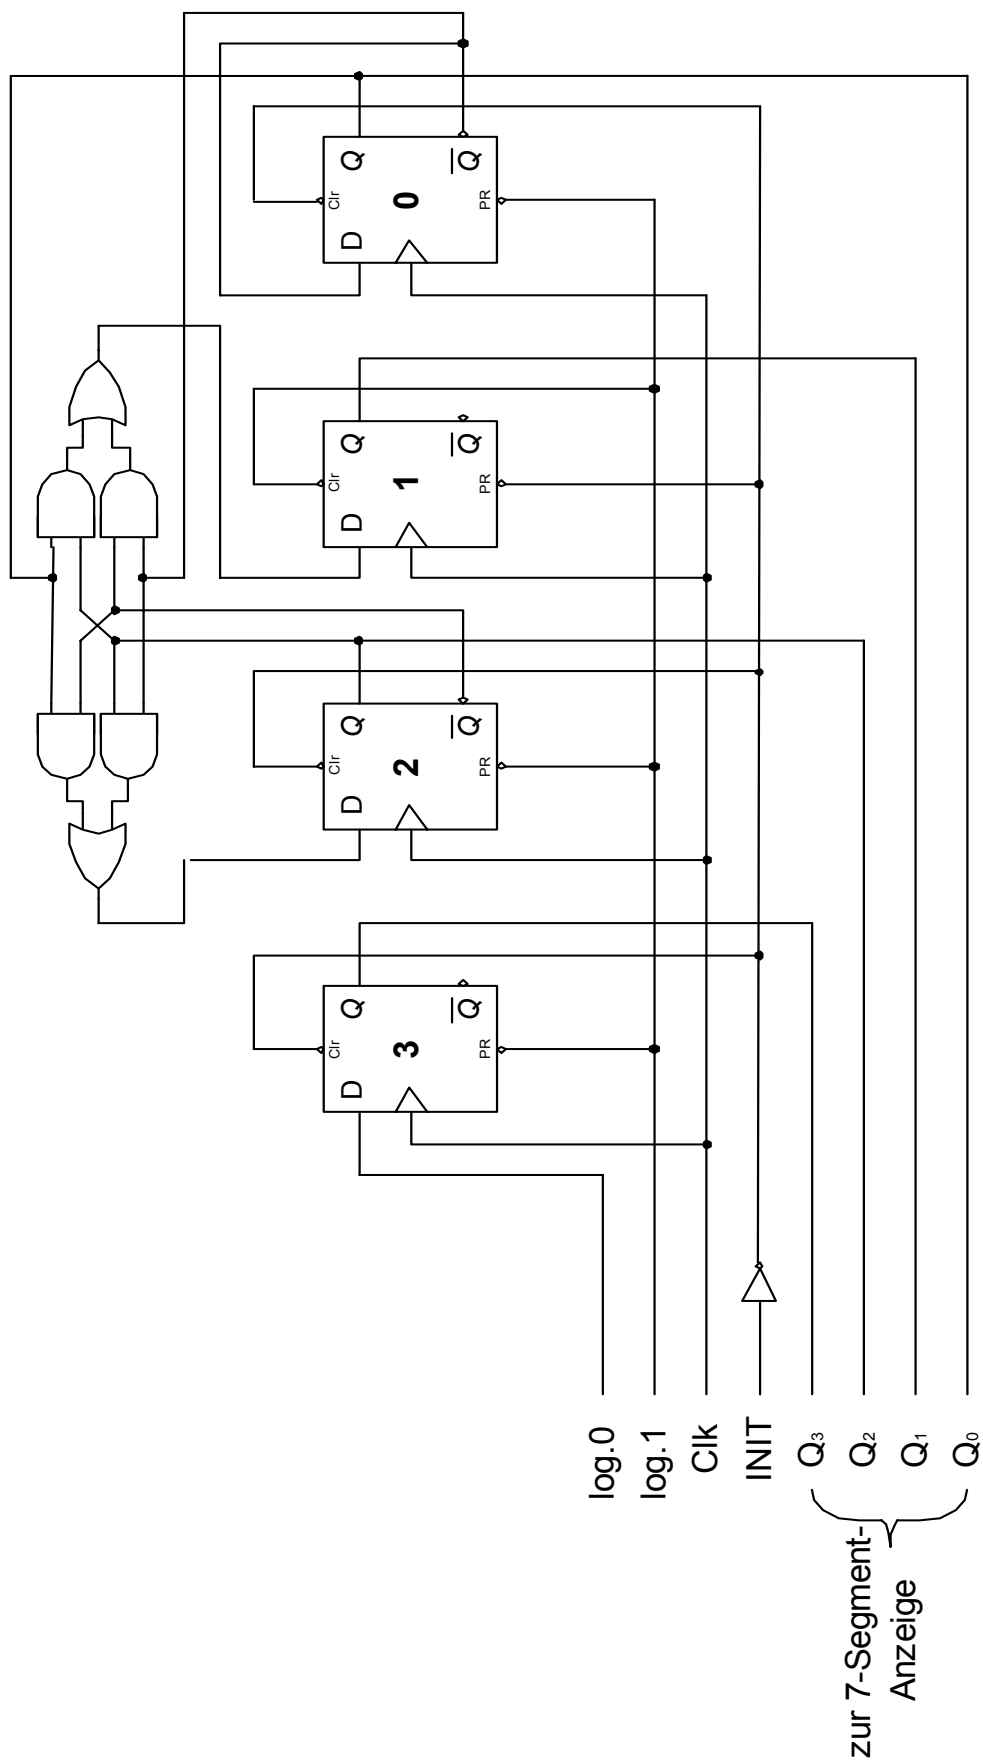 Q
Q
0
Clr
PR
D
Q
Q
1
Clr
PR
D
Q
Q
2
Clr
PR
D
Q
Q
3
Clr
PR
D
log.0
log.1
Clk
INIT
Q₃
Q₂
Q₁
Q₀
zur 7-Segment-
Anzeige